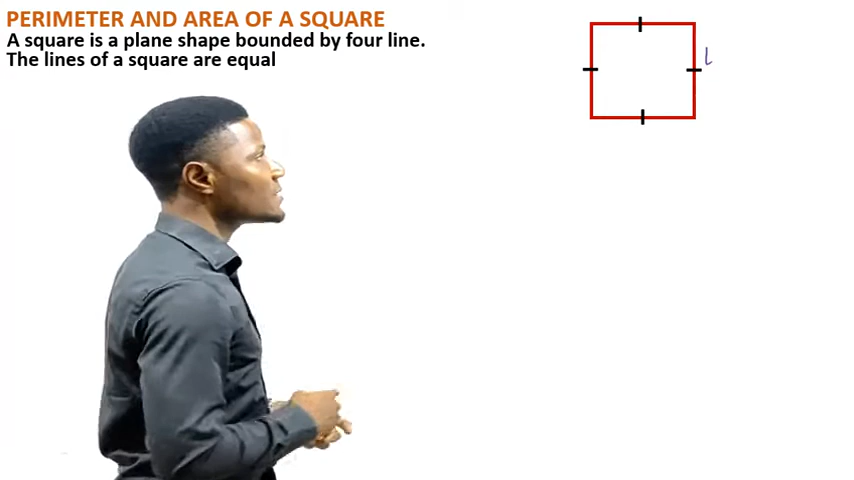 PERIMETER AND AREA OF A SQUARE
A square is a plane shape bounded by four line.
The lines of a square are equal
L